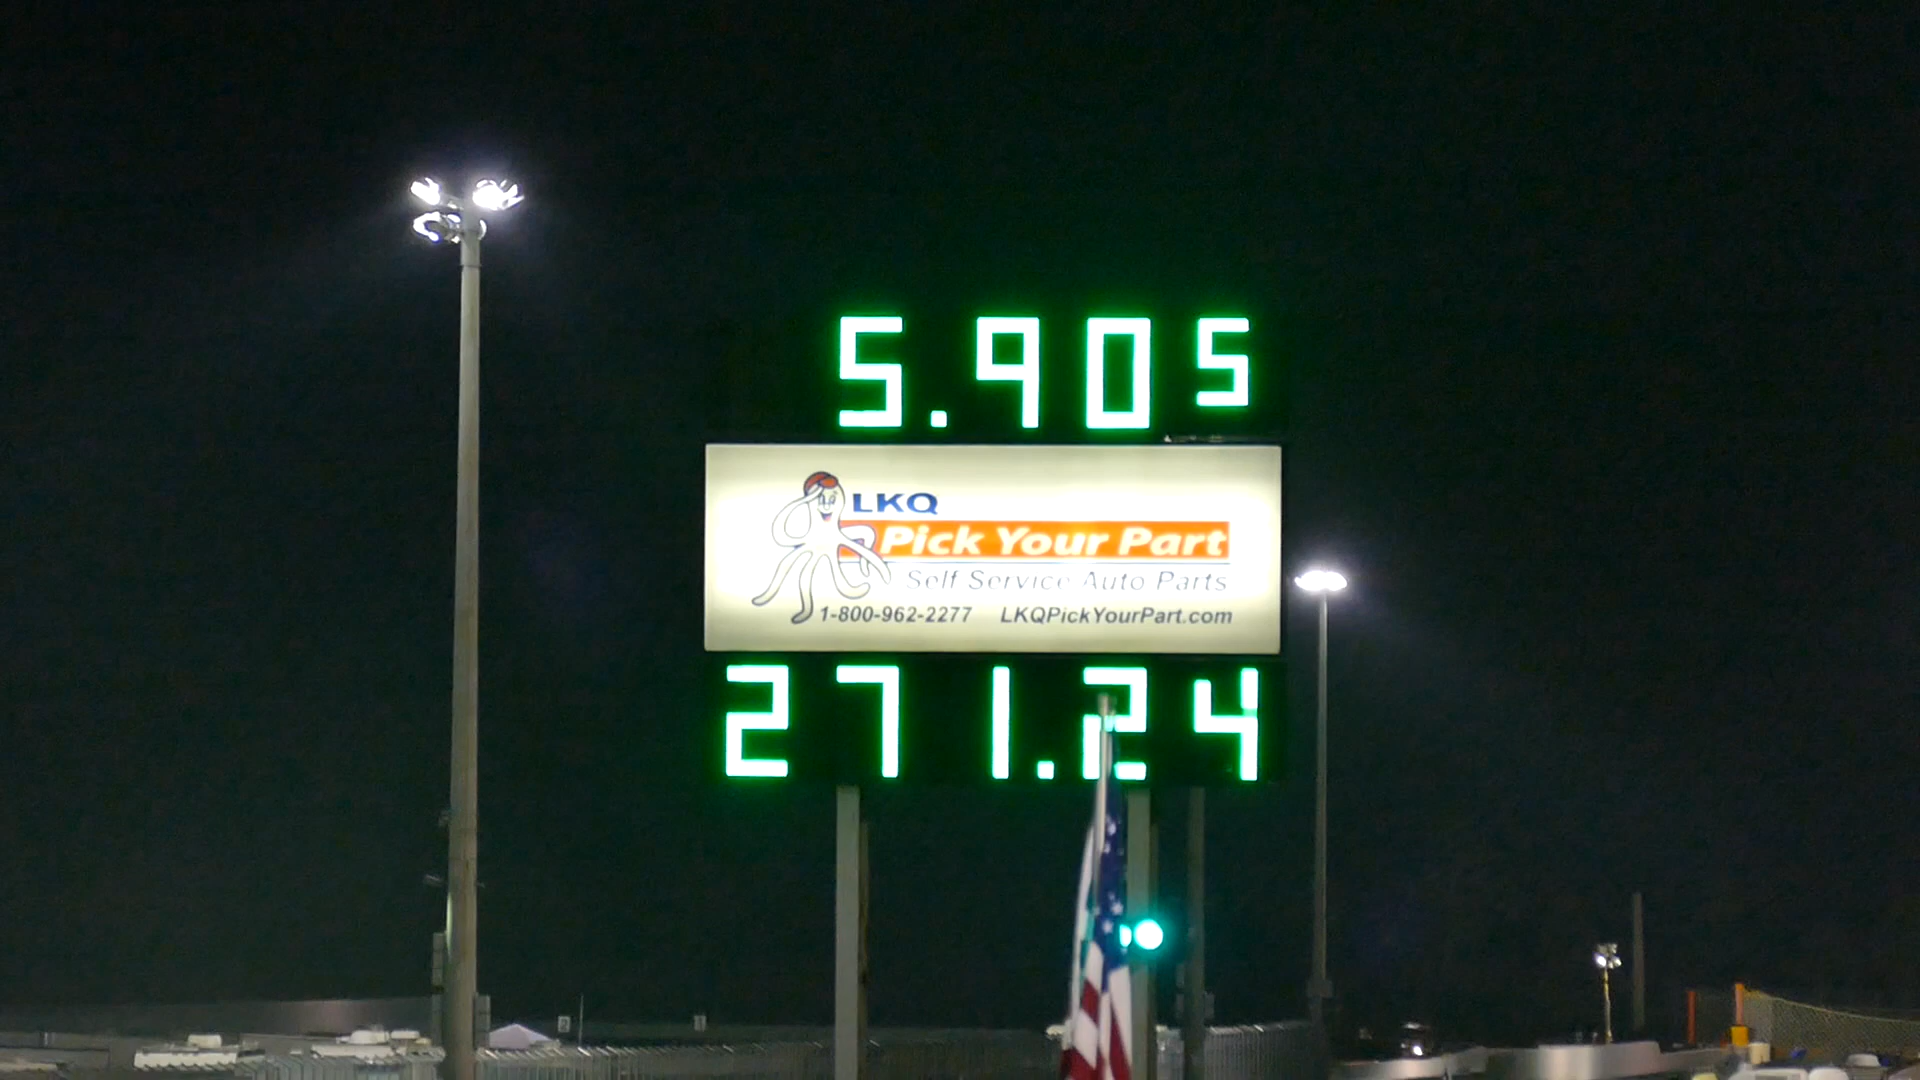 5.905
LKQ
Pick Your Part
Self Service Auto Parts
1-800-962-2277 LKQPickYourPart.com
271.24